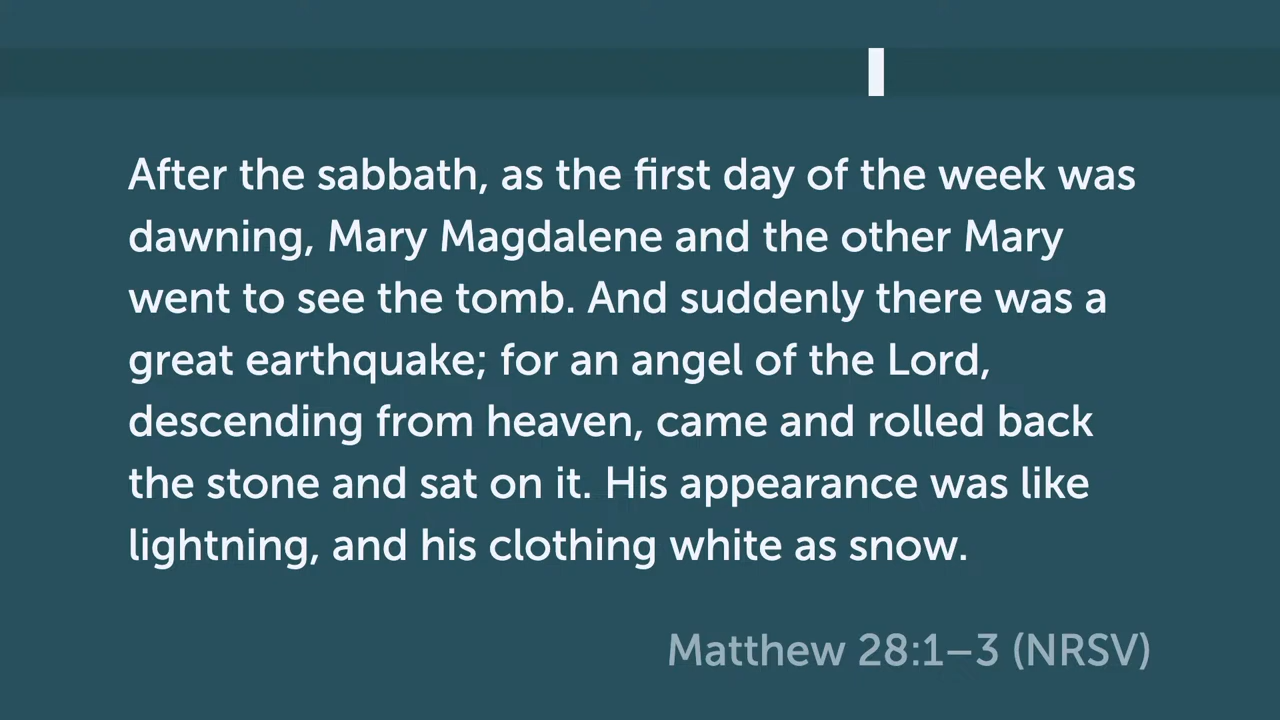 After the sabbath, as the first day of the week was
dawning, Mary Magdalene and the other Mary
went to see the tomb. And suddenly there was a
great earthquake; for an angel of the Lord,
descending from heaven, came and rolled back
the stone and sat on it. His appearance was like
lightning, and his clothing white as snow.
Matthew 28:1–3 (NRSV)